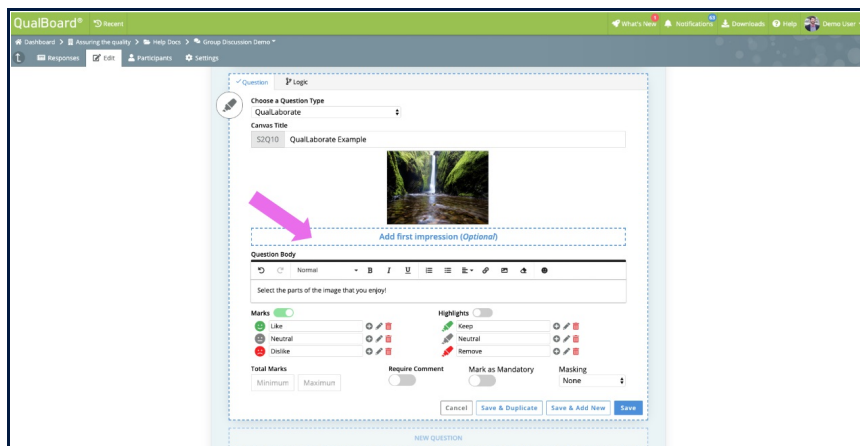 QualBoard® Recent What's New Notifications 53 Downloads Help Demo User
Dashboard > Assuring the quality > Help Docs > Group Discussion Demo
Responses Edit Participants Settings
Question Logic
Choose a Question Type
QualLaborate
Canvas Title
S2Q10 QualLaborate Example
Add first impression (Optional)
Question Body
Normal B I U
Select the parts of the image that you enjoy!
Marks Highlights
Like Keep
Neutral Neutral
Dislike Remove
Total Marks Require Comment Mark as Mandatory Masking
Minimum Maximun None
Cancel Save & Duplicate Save & Add New Save
NEW QUESTION